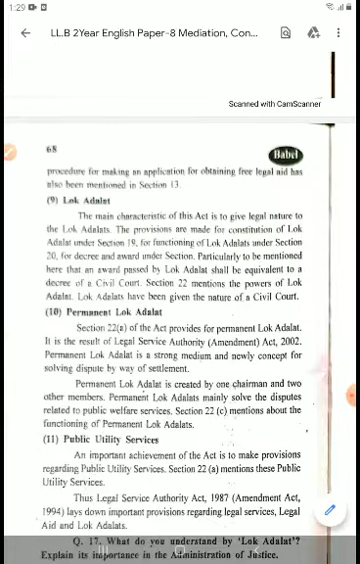 1:29
LL.B 2Year English Paper-8 Mediation, Con...
Scanned with CamScanner
68
Babel
procedure for making an application for obtaining free legal aid has
also been mentioned in Section 13.
(9) Lok Adalat
The main characteristic of this Act is to give legal nature to
the Lok Adalats. The provisions are made for constitution of Lok
Adalat under Section 19, for functioning of Lok Adalats under Section
20, for decree and award under Section. Particularly to be mentioned
here that an award passed by Lok Adalat shall be equivalent to a
decree of a Civil Court. Section 22 mentions the powers of Lok
Adalat. Lok Adalats have been given the nature of a Civil Court.
(10) Permanent Lok Adalat
Section 22(a) of the Act provides for permanent Lok Adalat.
It is the result of Legal Service Authority (Amendment) Act, 2002.
Permanent Lok Adalat is a strong medium and newly concept for
solving dispute by way of settlement.
Permanent Lok Adalat is created by one chairman and two
other members. Permanent Lok Adalats mainly solve the disputes
related to public welfare services. Section 22 (c) mentions about the
functioning of Permanent Lok Adalats.
(11) Public Utility Services
An important achievement of the Act is to make provisions
regarding Public Utility Services. Section 22 (a) mentions these Public
Utility Services.
Thus Legal Service Authority Act, 1987 (Amendment Act,
1994) lays down important provisions regarding legal services, Legal
Aid and Lok Adalats.
Q. 17. What do you understand by 'Lok Adalat'?
Explain its importance in the Administration of Justice.